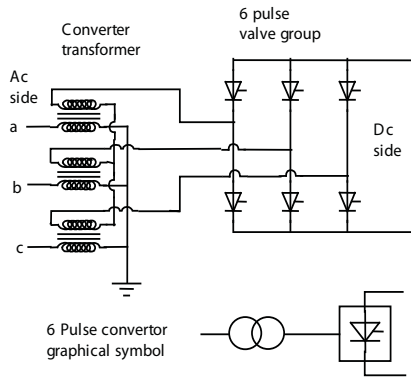 Converter
transformer
6 pulse
valve group
Ac
side
a
b
c
Dc
side
6 Pulse convertor
graphical symbol